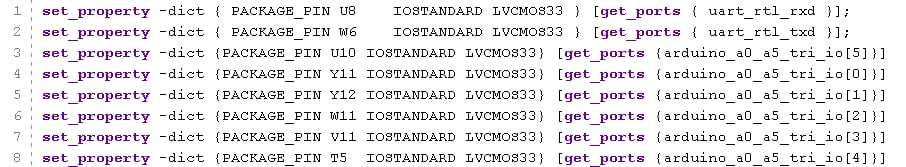 1 set_property -dict { PACKAGE_PIN U8 IOSTANDARD LVCMOS33 } [get_ports { uart_rtl_rxd }];
2 set_property -dict { PACKAGE_PIN W6 IOSTANDARD LVCMOS33 } [get_ports { uart_rtl_txd }];
3 set_property -dict {PACKAGE_PIN U10 IOSTANDARD LVCMOS33} [get_ports {arduino_a0_a5_tri_io[5]}]
4 set_property -dict {PACKAGE_PIN Y11 IOSTANDARD LVCMOS33} [get_ports {arduino_a0_a5_tri_io[0]}]
5 set_property -dict {PACKAGE_PIN Y12 IOSTANDARD LVCMOS33} [get_ports {arduino_a0_a5_tri_io[1]}]
6 set_property -dict {PACKAGE_PIN W11 IOSTANDARD LVCMOS33} [get_ports {arduino_a0_a5_tri_io[2]}]
7 set_property -dict {PACKAGE_PIN V11 IOSTANDARD LVCMOS33} [get_ports {arduino_a0_a5_tri_io[3]}]
8 set_property -dict {PACKAGE_PIN T5 IOSTANDARD LVCMOS33} [get_ports {arduino_a0_a5_tri_io[4]}]